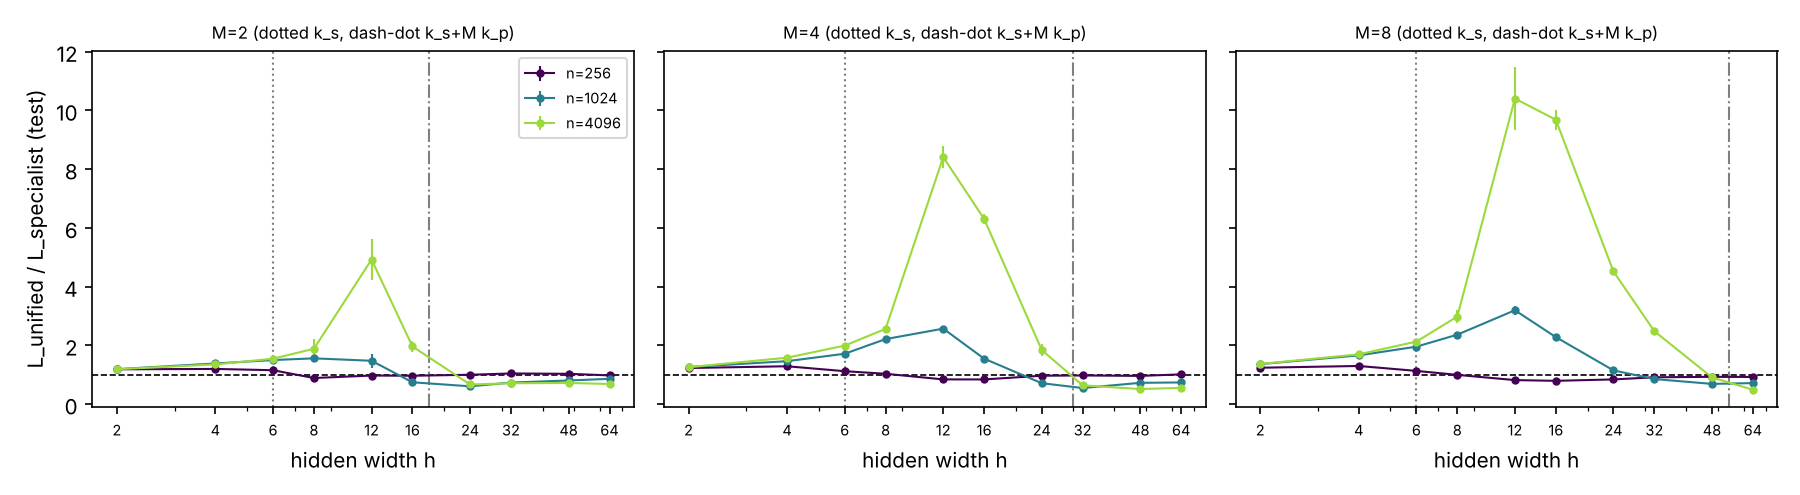 M=2 (dotted k_s, dash-dot k_s+M k_p)
M=4 (dotted k_s, dash-dot k_s+M k_p)
M=8 (dotted k_s, dash-dot k_s+M k_p)
L_unified / L_specialist (test)
12
10
8
6
4
2
0
n=256
n=1024
n=4096
2 4 6 8 12 16 24 32 48 64
2 4 6 8 12 16 24 32 48 64
2 4 6 8 12 16 24 32 48 64
hidden width h
hidden width h
hidden width h